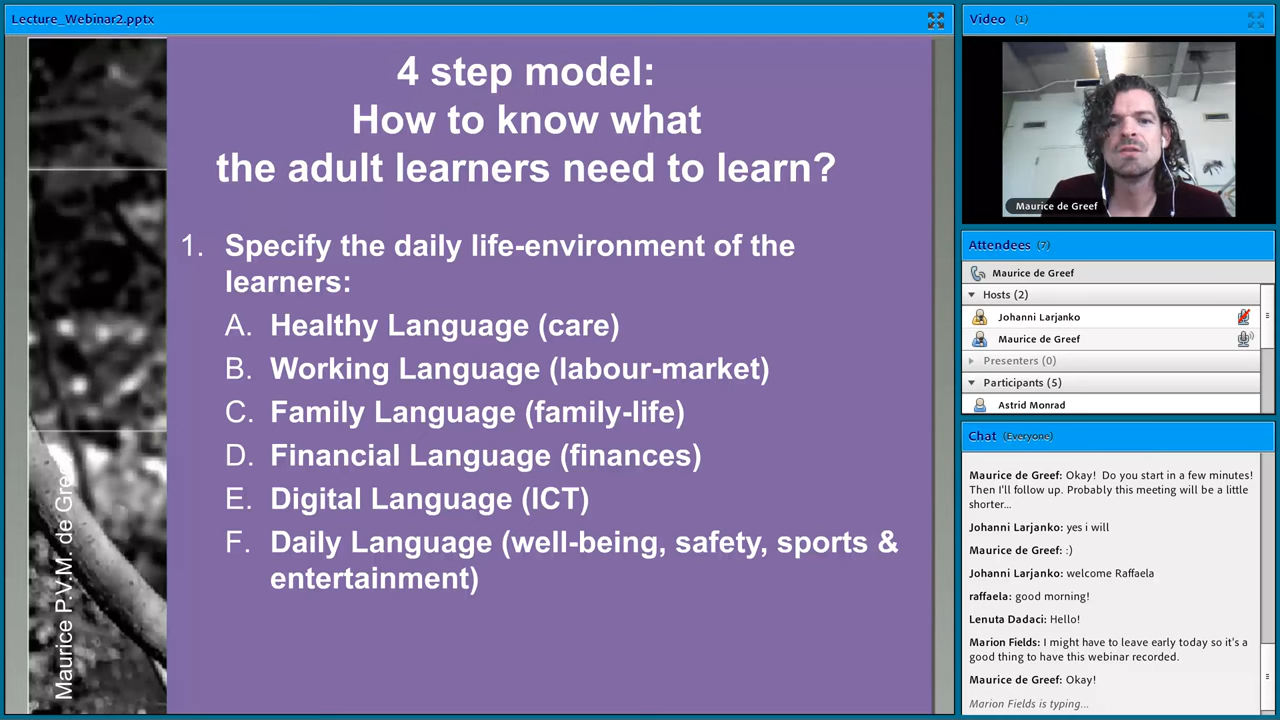 Lecture_Webinar2.pptx
4 step model:
How to know what
the adult learners need to learn?
1. Specify the daily life-environment of the
learners:
A. Healthy Language (care)
B. Working Language (labour-market)
C. Family Language (family-life)
D. Financial Language (finances)
E. Digital Language (ICT)
F. Daily Language (well-being, safety, sports &
entertainment)
Maurice P.V.M. de Greef
Video (1)
Maurice de Greef
Attendees (7)
Maurice de Greef
Hosts (2)
Johanni Larjanko
Maurice de Greef
Presenters (0)
Participants (5)
Astrid Monrad
Chat (Everyone)
Maurice de Greef: Okay! Do you start in a few minutes!
Then I'll follow up. Probably this meeting will be a little
shorter...
Johanni Larjanko: yes i will
Maurice de Greef: :)
Johanni Larjanko: welcome Raffaela
raffaela: good morning!
Lenuta Dadaci: Hello!
Marion Fields: I might have to leave early today so it's a
good thing to have this webinar recorded.
Maurice de Greef: Okay!
Marion Fields is typing...